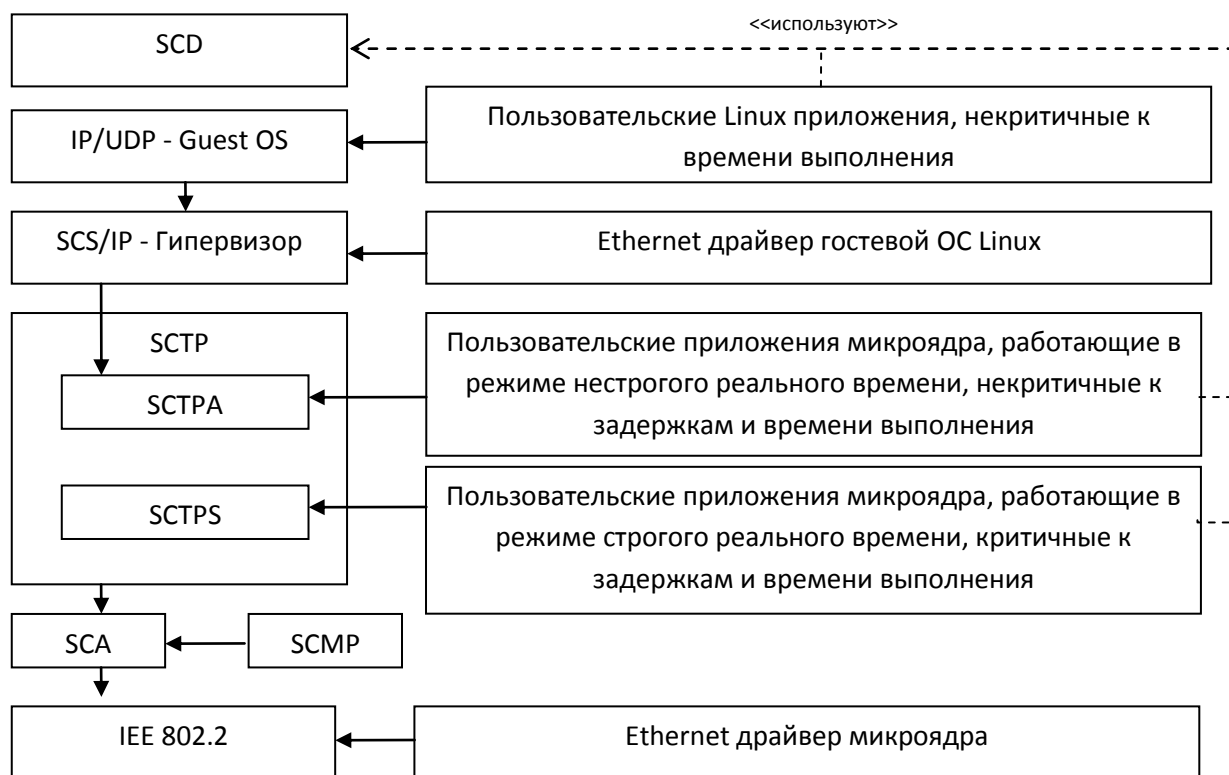 <<используют>>
SCD
IP/UDP - Guest OS
Пользовательские Linux приложения, некритичные к
времени выполнения
SCS/IP - Гипервизор
Ethernet драйвер гостевой ОС Linux
SCTP
SCTPA
Пользовательские приложения микроядра, работающие в
режиме нестрогого реального времени, некритичные к
задержкам и времени выполнения
SCTPS
Пользовательские приложения микроядра, работающие в
режиме строгого реального времени, критичные к
задержкам и времени выполнения
SCA
SCMP
IEE 802.2
Ethernet драйвер микроядра